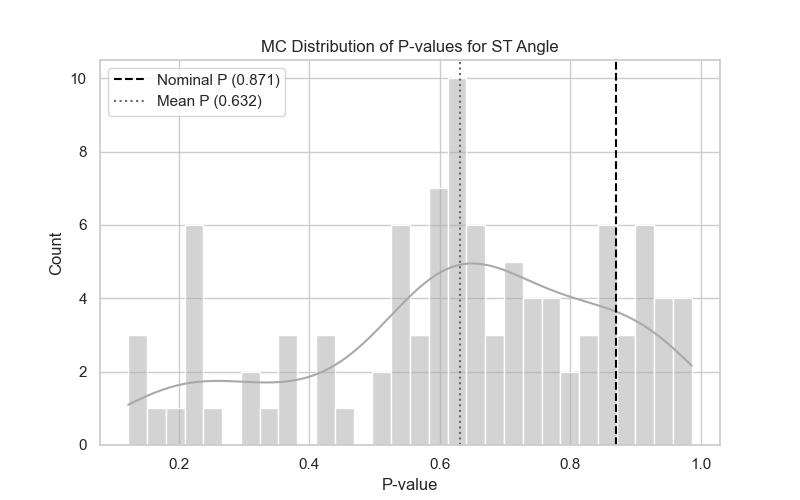 MC Distribution of P-values for ST Angle
Nominal P (0.871)
Mean P (0.632)
10
8
6
4
2
0
Count
0.2 0.4 0.6 0.8 1.0
P-value